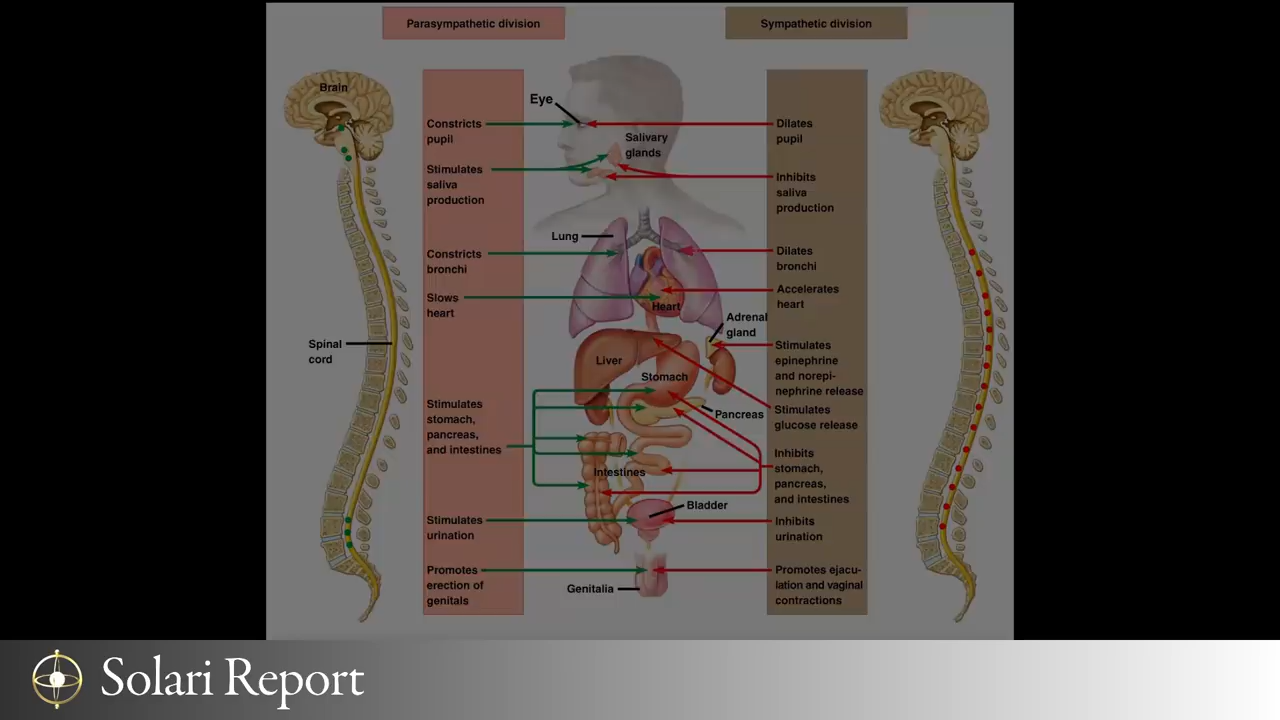 Parasympathetic division
Sympathetic division
Brain
Spinal
cord
Constricts
pupil
Stimulates
saliva
production
Constricts
bronchi
Slows
heart
Stimulates
stomach,
pancreas,
and intestines
Stimulates
urination
Promotes
erection of
genitals
Eye
Salivary
glands
Lung
Heart
Adrenal
gland
Liver
Stomach
Pancreas
Intestines
Bladder
Genitalia
Dilates
pupil
Inhibits
saliva
production
Dilates
bronchi
Accelerates
heart
Stimulates
epinephrine
and norepi-
nephrine release
Stimulates
glucose release
Inhibits
stomach,
pancreas,
and intestines
Inhibits
urination
Promotes ejacu-
lation and vaginal
contractions
Solari Report